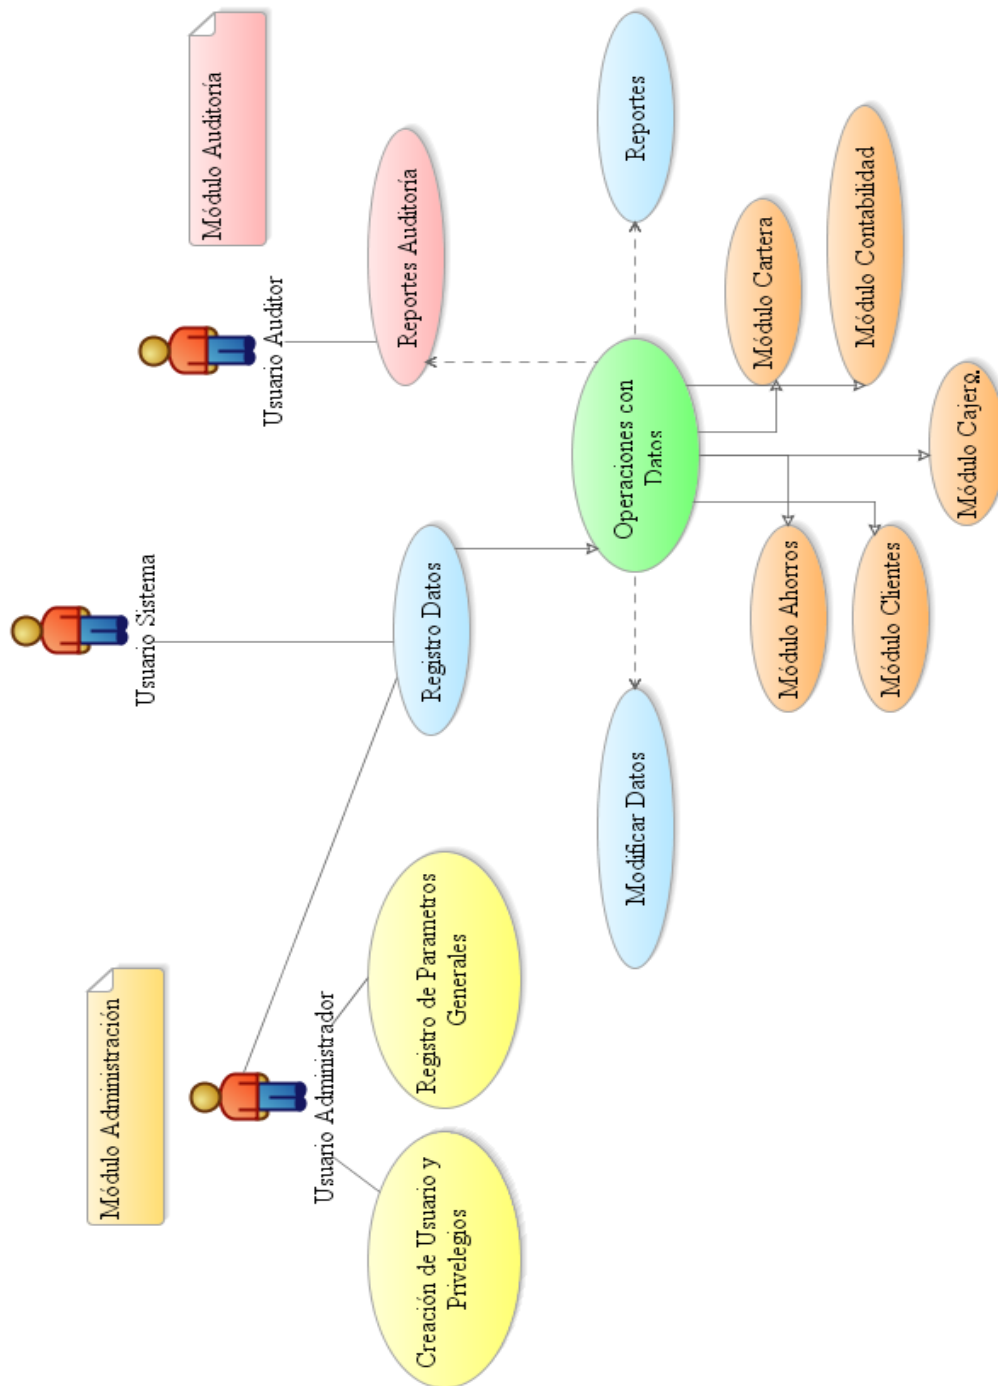 Módulo Administración
Módulo Auditoría
Usuario Sistema
Usuario Administrador
Usuario Auditor
Creación de Usuario y
Privelegios
Registro de Parametros
Generales
Registro Datos
Reportes Auditoría
Modificar Datos
Operaciones con
Datos
Reportes
Módulo Ahorros
Módulo Cartera
Módulo Clientes
Módulo Contabilidad
Módulo Cajero.